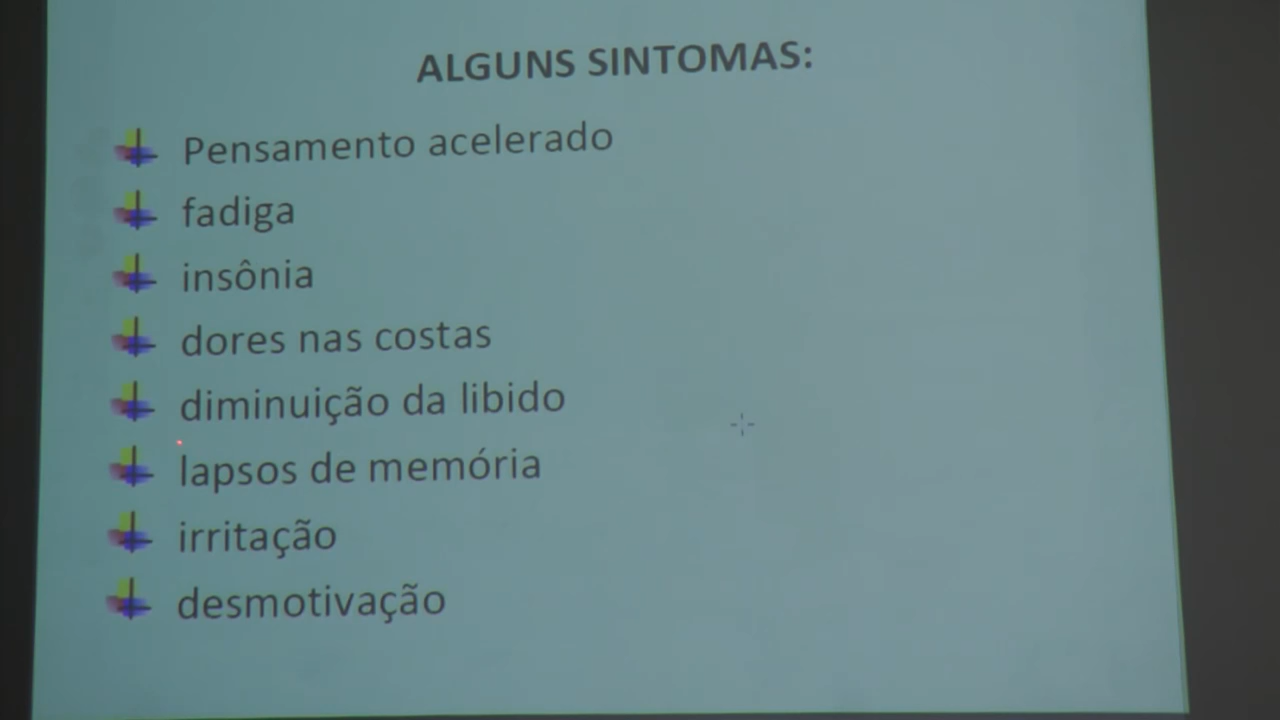 ALGUNS SINTOMAS:
Pensamento acelerado
fadiga
insônia
dores nas costas
diminuição da libido
lapsos de memória
irritação
desmotivação